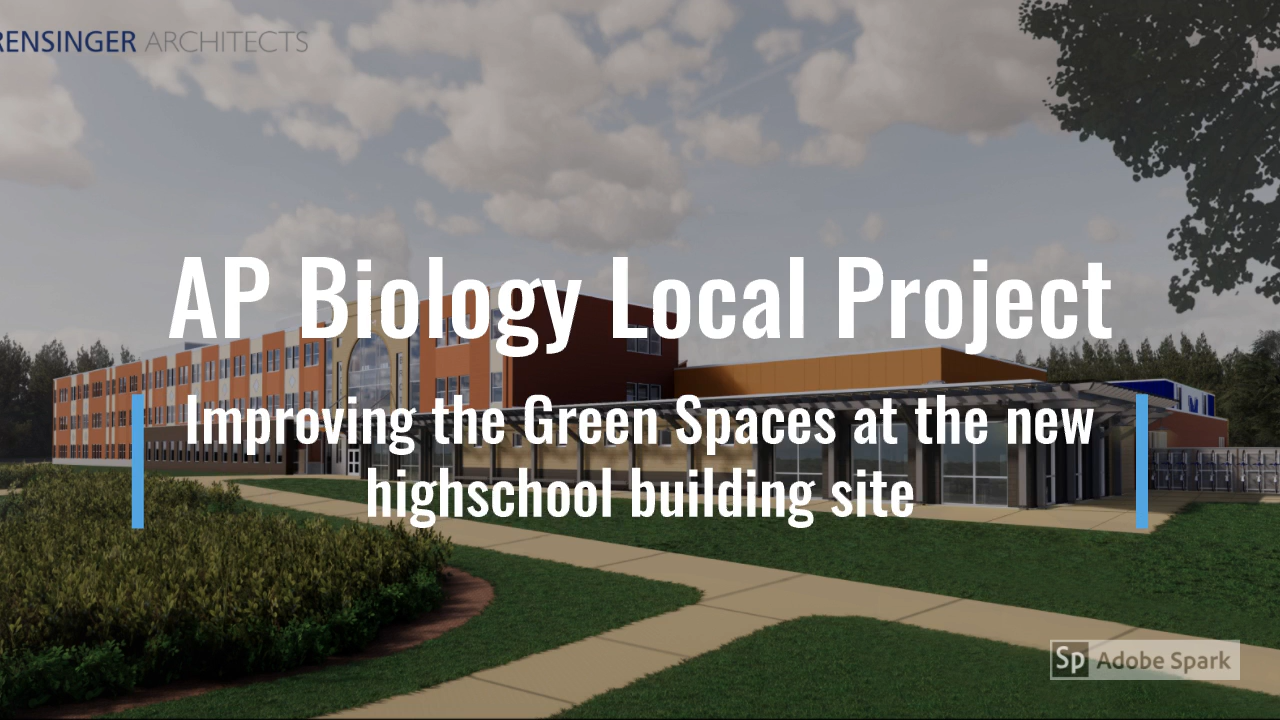 RENSINGER ARCHITECTS
AP Biology Local Project
Improving the Green Spaces at the new
highschool building site
Sp Adobe Spark